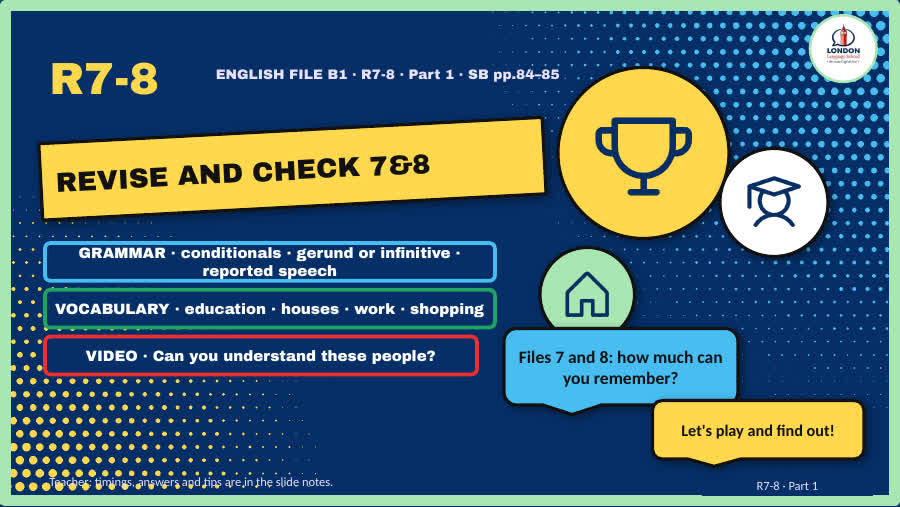 LONDON
Language School
R7-8
ENGLISH FILE B1 · R7-8 · Part 1 · SB pp.84–85
REVISE AND CHECK 7&8
GRAMMAR · conditionals · gerund or infinitive ·
reported speech
VOCABULARY · education · houses · work · shopping
VIDEO · Can you understand these people?
Files 7 and 8: how much can
you remember?
Let's play and find out!
Teacher: timings, answers and tips are in the slide notes.
R7-8 · Part 1